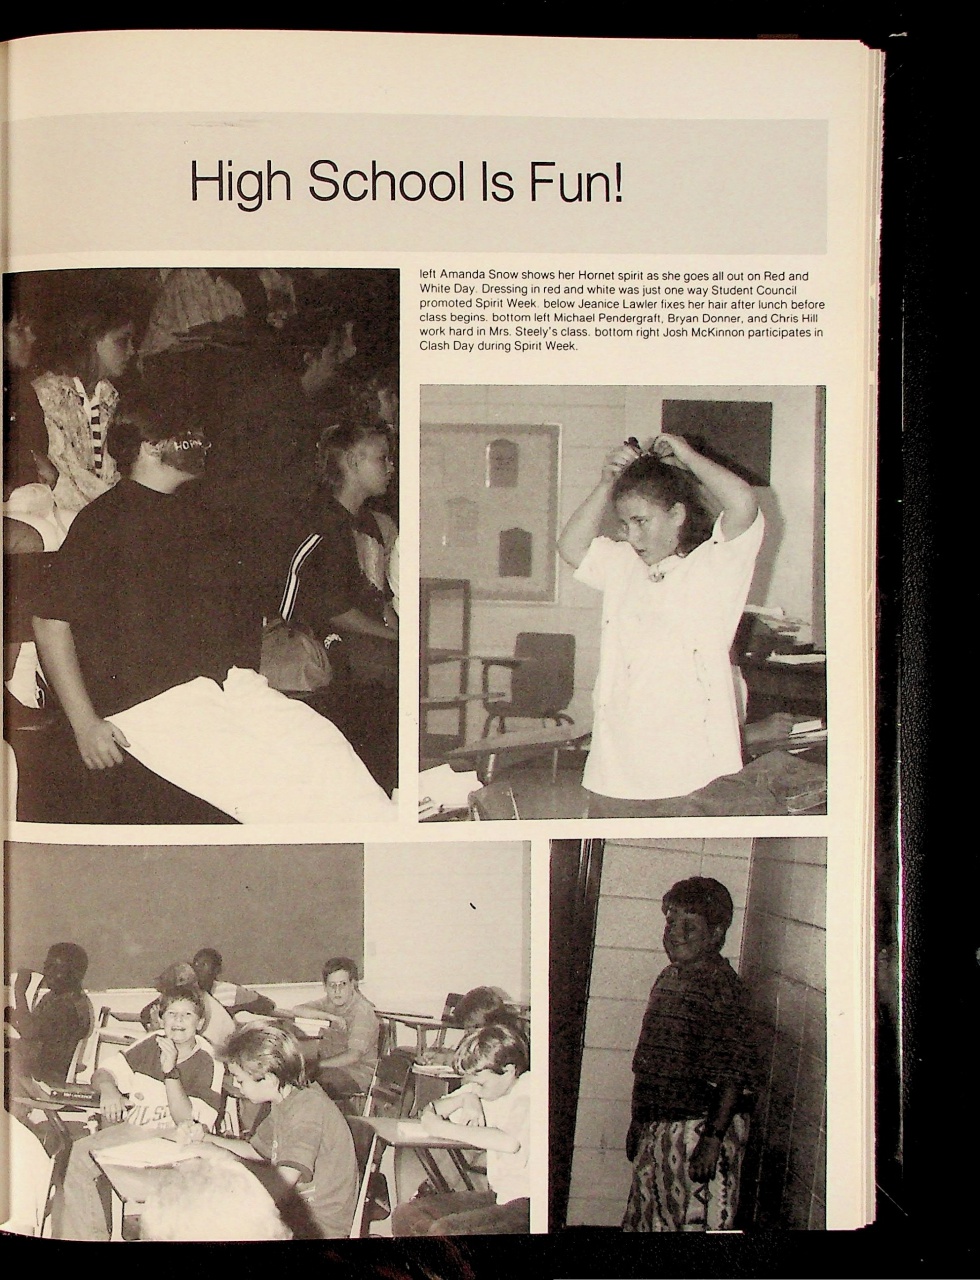 High School Is Fun!
left Amanda Snow shows her Hornet spirit as she goes all out on Red and
White Day. Dressing in red and white was just one way Student Council
promoted Spirit Week. below Jeanice Lawler fixes her hair after lunch before
class begins. bottom left Michael Pendergraft, Bryan Donner, and Chris Hill
work hard in Mrs. Steely's class. bottom right Josh McKinnon participates in
Clash Day during Spirit Week.